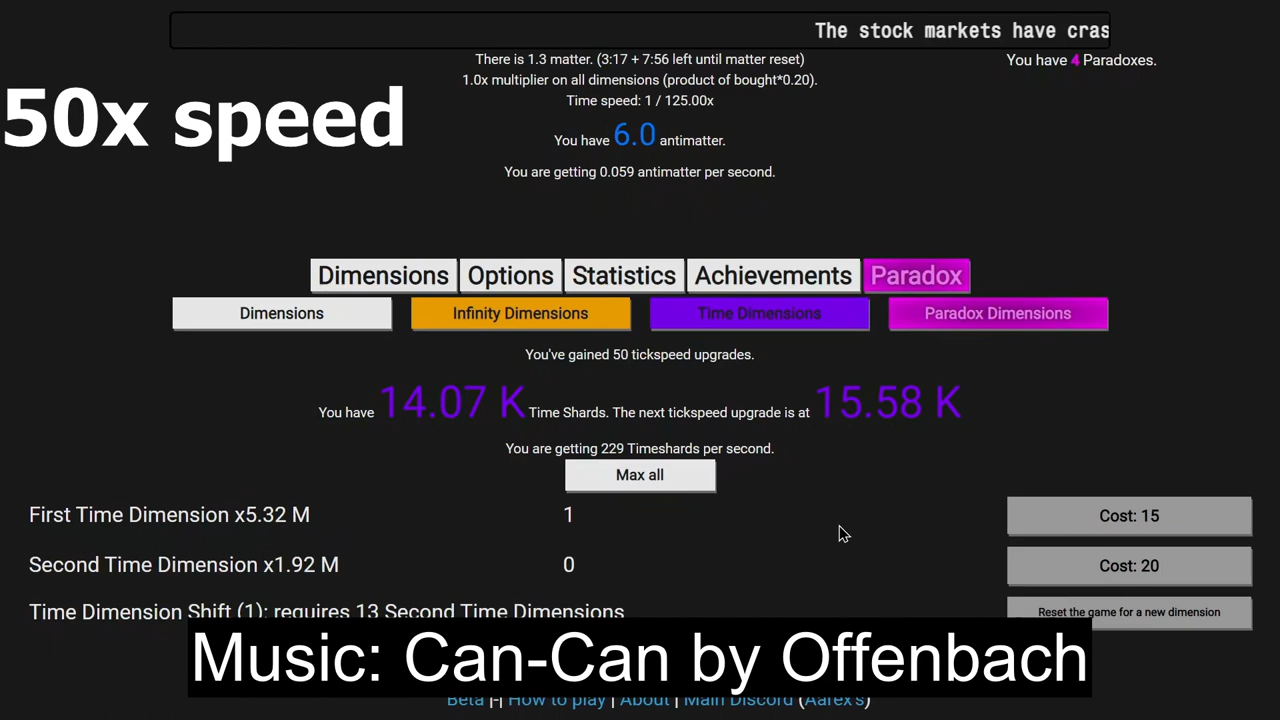 The stock markets have cras
There is 1.3 matter. (3:17 + 7:56 left until matter reset)
You have 4 Paradoxes.
1.0x multiplier on all dimensions (product of bought*0.20).
Time speed: 1 / 125.00x
50x speed
You have 6.0 antimatter.
You are getting 0.059 antimatter per second.
Dimensions Options Statistics Achievements Paradox
Dimensions Infinity Dimensions Time Dimensions Paradox Dimensions
You've gained 50 tickspeed upgrades.
You have 14.07 K Time Shards. The next tickspeed upgrade is at 15.58 K
You are getting 229 Timeshards per second.
Max all
First Time Dimension x5.32 M 1 Cost: 15
Second Time Dimension x1.92 M 0 Cost: 20
Time Dimension Shift (1): requires 13 Second Time Dimensions Reset the game for a new dimension
Music: Can-Can by Offenbach
Beta |-| How to play | About | Main Discord (Aarex's)